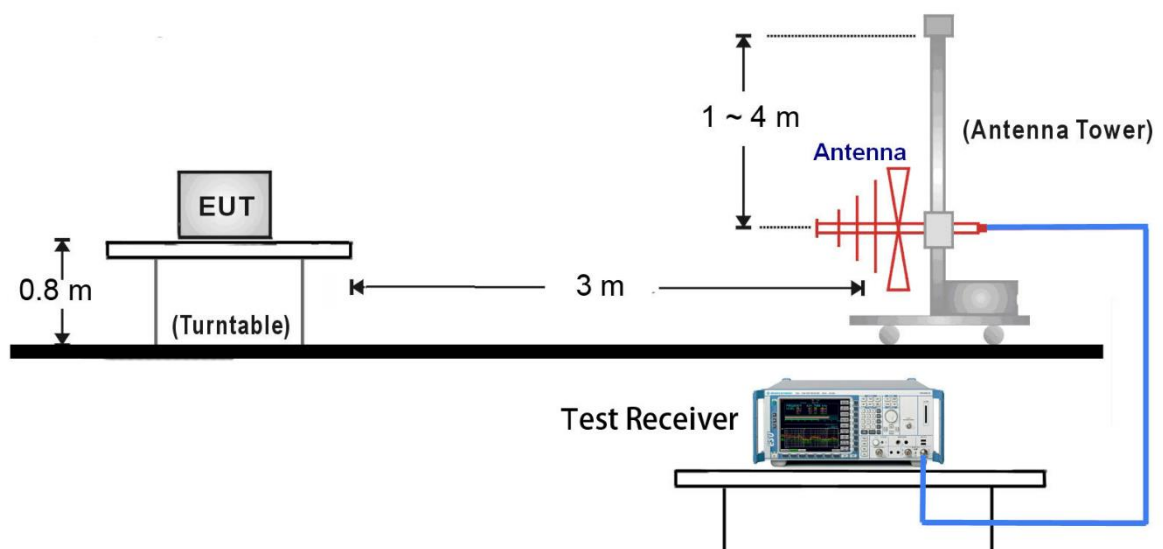 1 ~ 4 m
(Antenna Tower)
Antenna
EUT
0.8 m
3 m
(Turntable)
Test Receiver